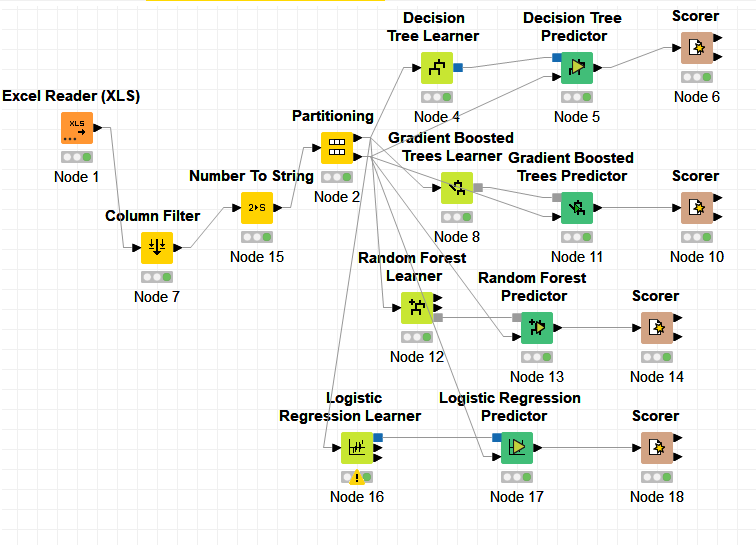 Decision
Tree Learner
Node 4
Decision Tree
Predictor
Node 5
Scorer
Node 6
Excel Reader (XLS)
XLS
Node 1
Partitioning
Node 2
Gradient Boosted
Trees Learner
Node 8
Gradient Boosted
Trees Predictor
Node 11
Scorer
Node 10
Number To String
2▸S
Node 15
Column Filter
Node 7
Random Forest
Learner
Node 12
Random Forest
Predictor
Node 13
Scorer
Node 14
Logistic
Regression Learner
Node 16
Logistic Regression
Predictor
Node 17
Scorer
Node 18